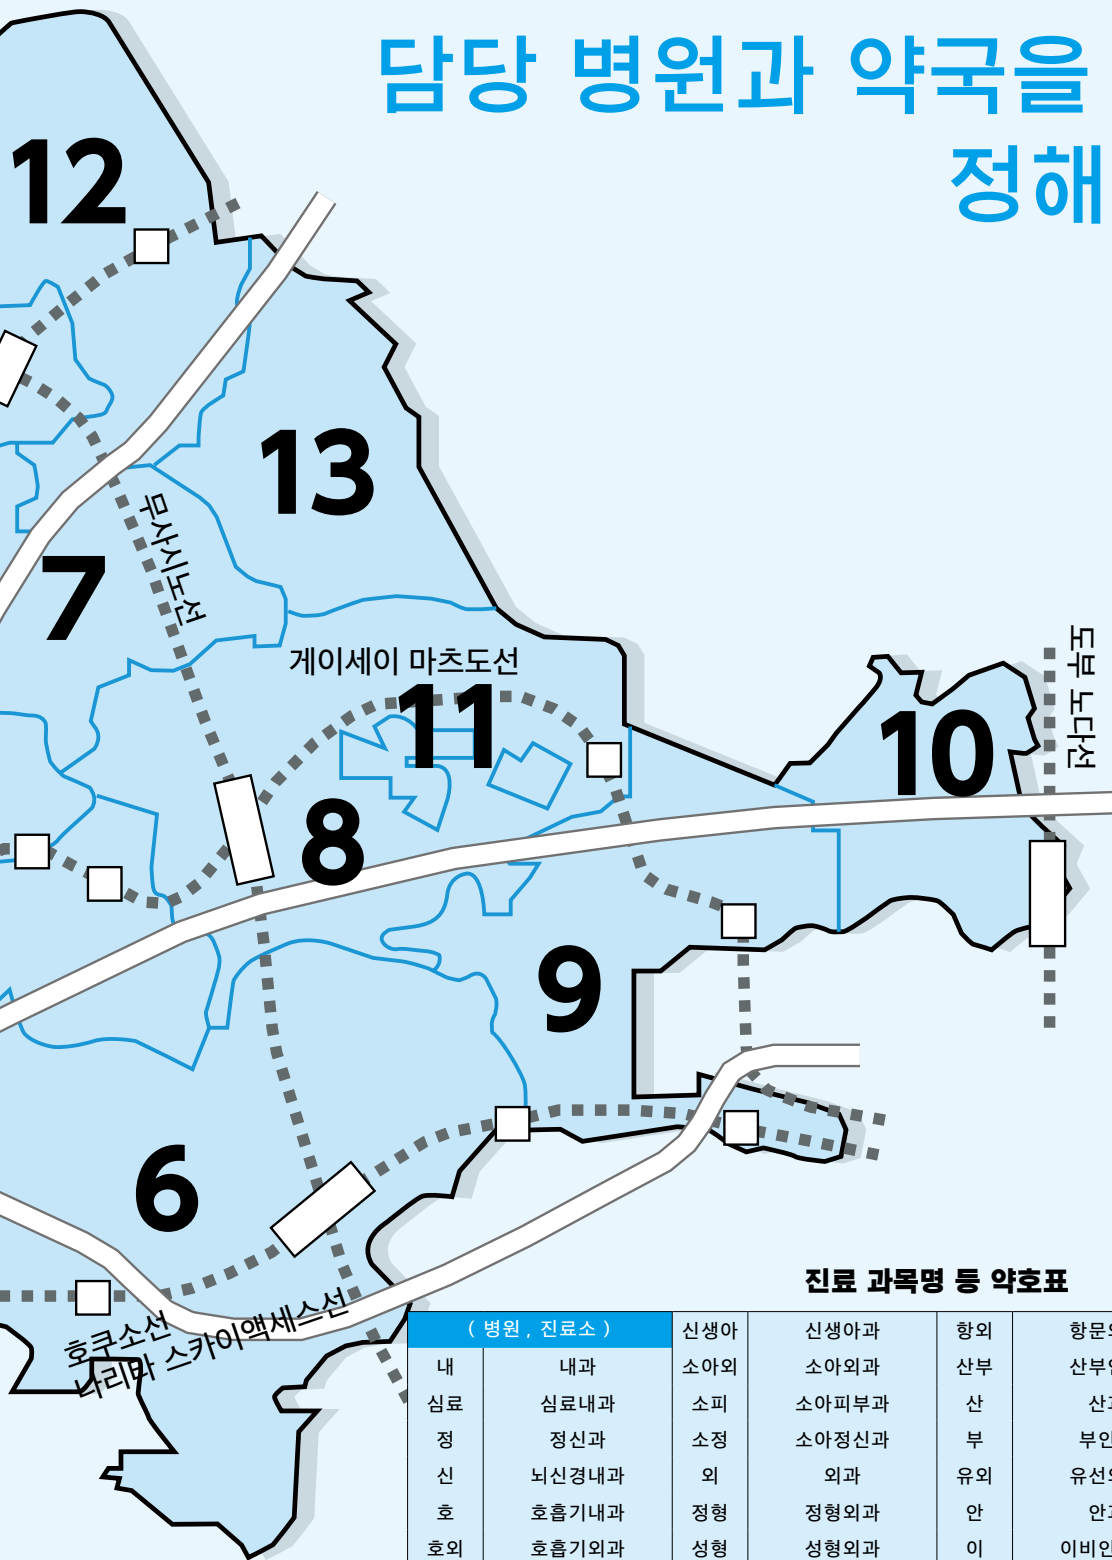 담당 병원과 약국을
정해
12
13
7
무사시노선
게이세이 마츠도선
11
도부 노다선
10
8
9
6
호쿠소선
나리타 스카이액세스선
진료 과목명 등 약호표
( 병원 , 진료소 ) 신생아 신생아과 항외
내 내과 소아외 소아외과 산부
심료 심료내과 소피 소아피부과 산
정 정신과 소정 소아정신과 부
신 뇌신경내과 외 외과 유외
호 호흡기내과 정형 정형외과 안
호외 호흡기외과 성형 성형외과 이